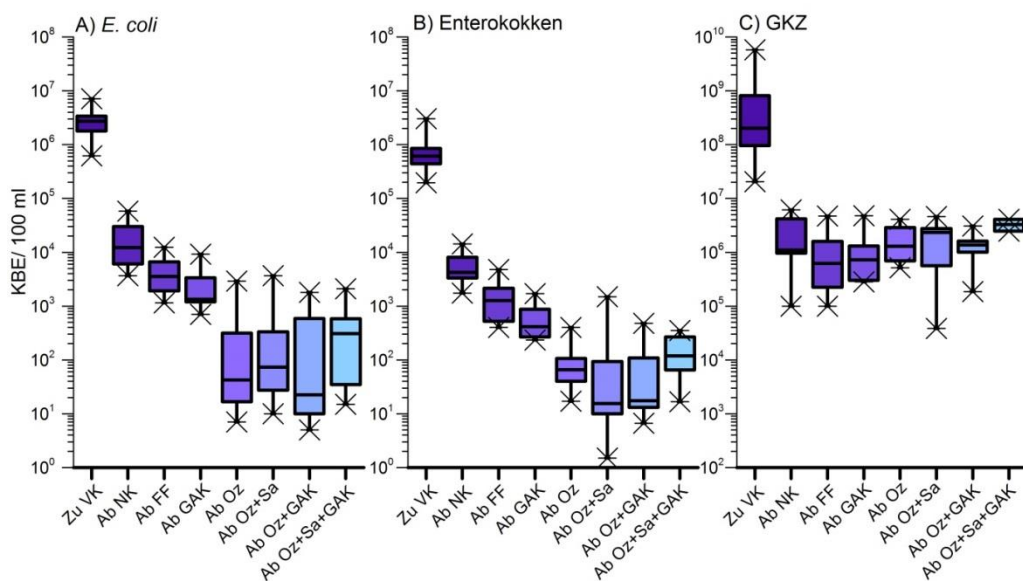 A) E. coli
B) Enterokokken
C) GKZ
KBE/ 100 ml
10⁸
10⁷
10⁶
10⁵
10⁴
10³
10²
10¹
10⁰
Zu VK
Ab NK
Ab FF
Ab GAK
Ab Oz
Ab Oz+Sa
Ab Oz+GAK
Ab Oz+Sa+GAK
10⁸
10⁷
10⁶
10⁵
10⁴
10³
10²
10¹
10⁰
Zu VK
Ab NK
Ab FF
Ab GAK
Ab Oz
Ab Oz+Sa
Ab Oz+GAK
Ab Oz+Sa+GAK
10¹⁰
10⁹
10⁸
10⁷
10⁶
10⁵
10⁴
10³
10²
Zu VK
Ab NK
Ab FF
Ab GAK
Ab Oz
Ab Oz+Sa
Ab Oz+GAK
Ab Oz+Sa+GAK